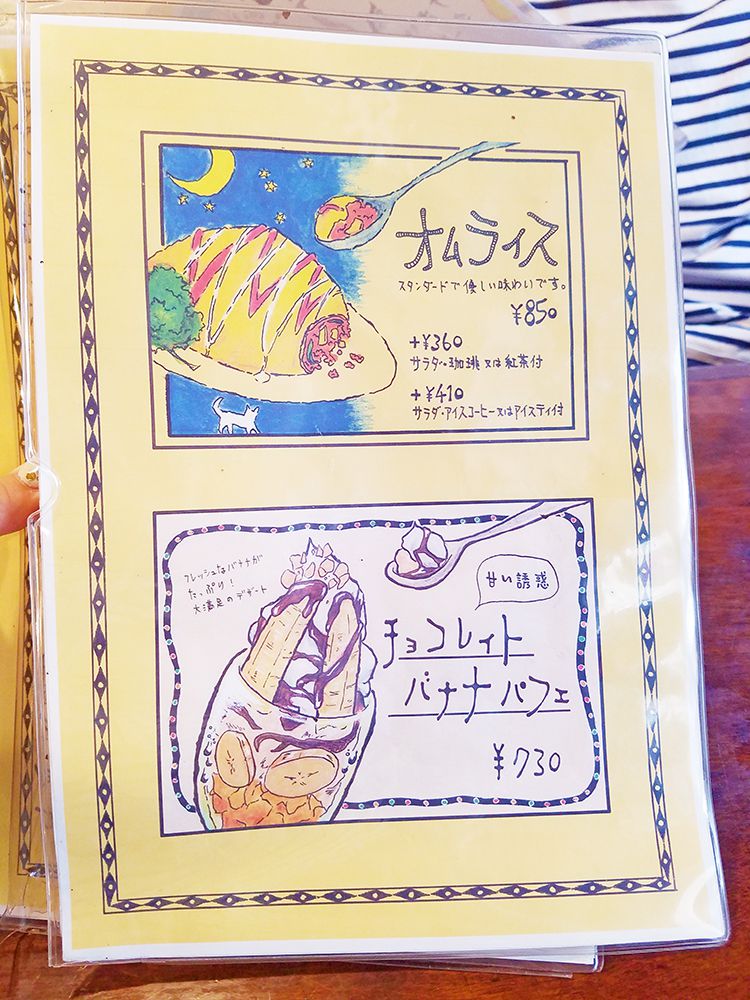 オムライス
スタンダードで優しい味わいです。
¥850
+¥360
サラダ・珈琲又は紅茶付
+¥410
サラダ・アイスコーヒー又はアイスティ付
フレッシュなバナナが
たっぷり！
大満足のデザート
甘い誘惑
チョコレイト
バナナパフェ
¥730